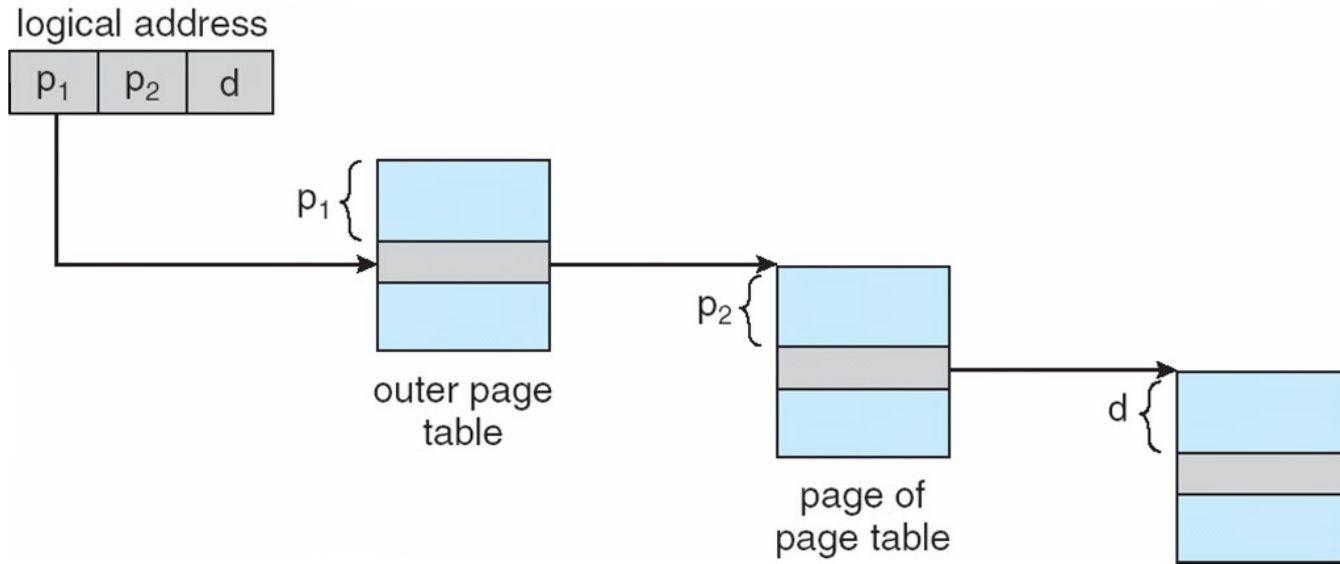 logical address
p₁ p₂ d
p₁
outer page
table
p₂
page of
page table
d